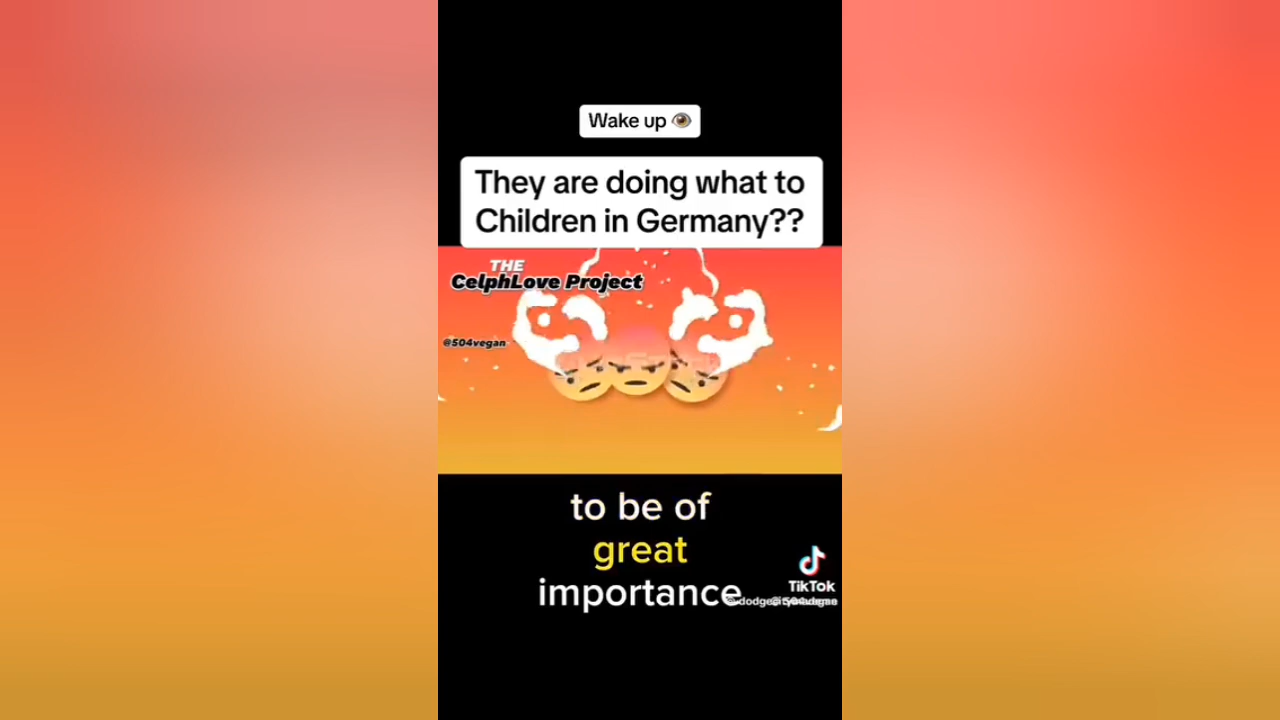 Wake up 👁️
They are doing what to
Children in Germany??
THE
CelphLove Project
@504vegan
to be of
great
importance
TikTok